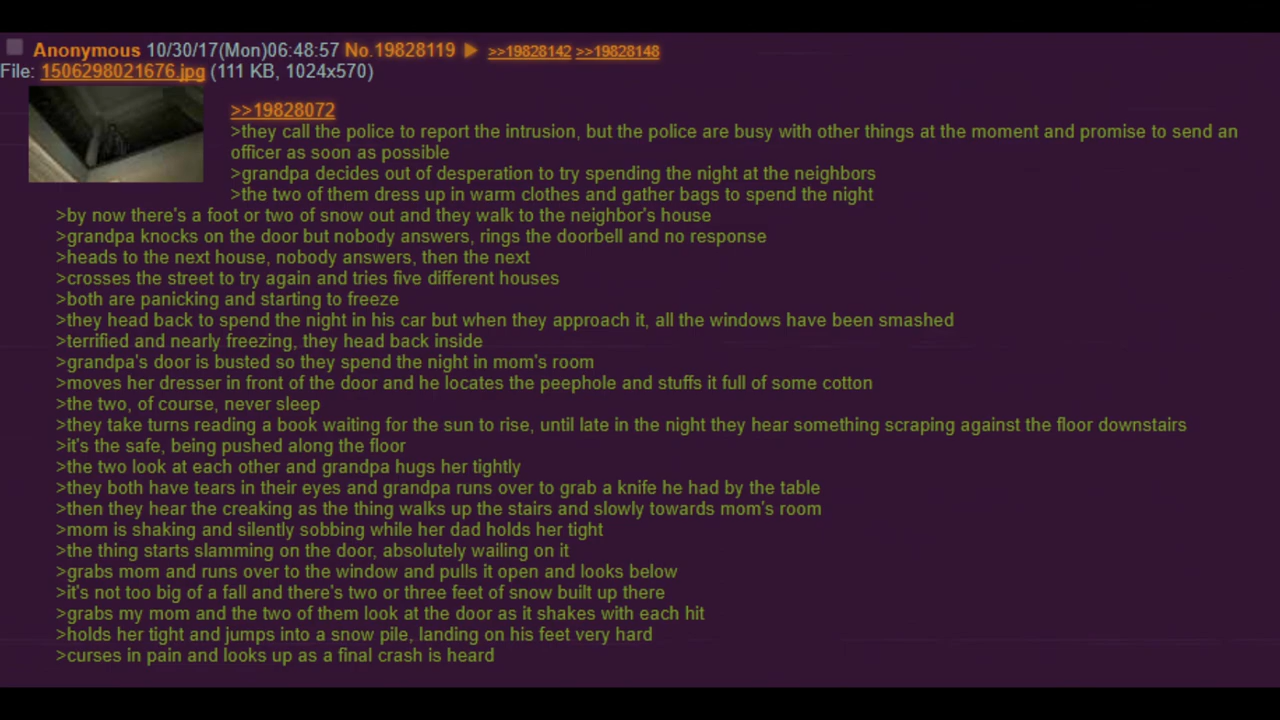 Anonymous 10/30/17(Mon)06:48:57 No.19828119 ▶ >>19828142 >>19828148
File: 1506298021676.jpg (111 KB, 1024x570)
>>19828072
>they call the police to report the intrusion, but the police are busy with other things at the moment and promise to send an
officer as soon as possible
>grandpa decides out of desperation to try spending the night at the neighbors
>the two of them dress up in warm clothes and gather bags to spend the night
>by now there's a foot or two of snow out and they walk to the neighbor's house
>grandpa knocks on the door but nobody answers, rings the doorbell and no response
>heads to the next house, nobody answers, then the next
>crosses the street to try again and tries five different houses
>both are panicking and starting to freeze
>they head back to spend the night in his car but when they approach it, all the windows have been smashed
>terrified and nearly freezing, they head back inside
>grandpa's door is busted so they spend the night in mom's room
>moves her dresser in front of the door and he locates the peephole and stuffs it full of some cotton
>the two, of course, never sleep
>they take turns reading a book waiting for the sun to rise, until late in the night they hear something scraping against the floor downstairs
>it's the safe, being pushed along the floor
>the two look at each other and grandpa hugs her tightly
>they both have tears in their eyes and grandpa runs over to grab a knife he had by the table
>then they hear the creaking as the thing walks up the stairs and slowly towards mom's room
>mom is shaking and silently sobbing while her dad holds her tight
>the thing starts slamming on the door, absolutely wailing on it
>grabs mom and runs over to the window and pulls it open and looks below
>it's not too big of a fall and there's two or three feet of snow built up there
>grabs my mom and the two of them look at the door as it shakes with each hit
>holds her tight and jumps into a snow pile, landing on his feet very hard
>curses in pain and looks up as a final crash is heard